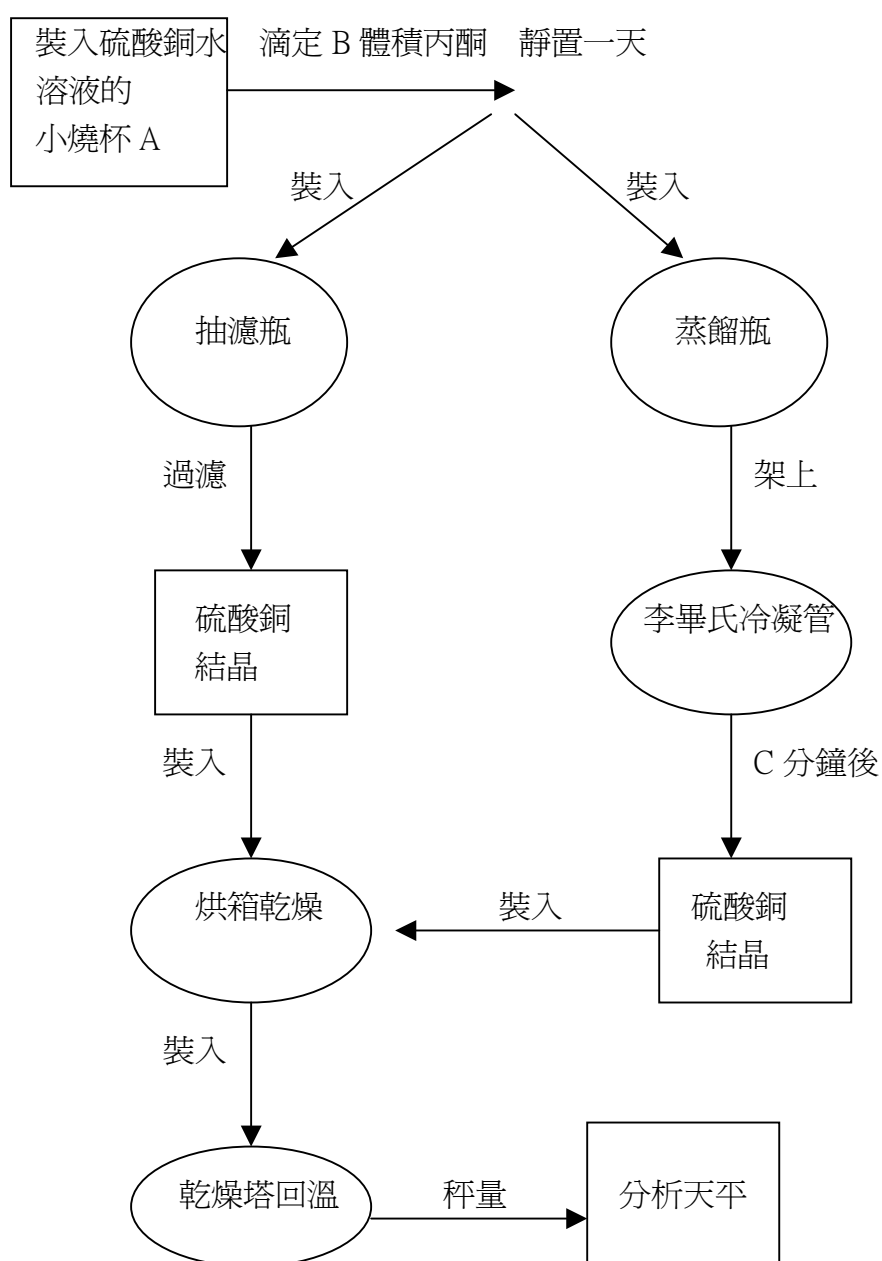 裝入硫酸銅水
溶液的
小燒杯 A
滴定 B 體積丙酮 靜置一天
裝入
裝入
抽濾瓶
蒸餾瓶
過濾
架上
硫酸銅
結晶
李畢氏冷凝管
裝入
C 分鐘後
烘箱乾燥
裝入
硫酸銅
結晶
裝入
乾燥塔回溫
秤量
分析天平